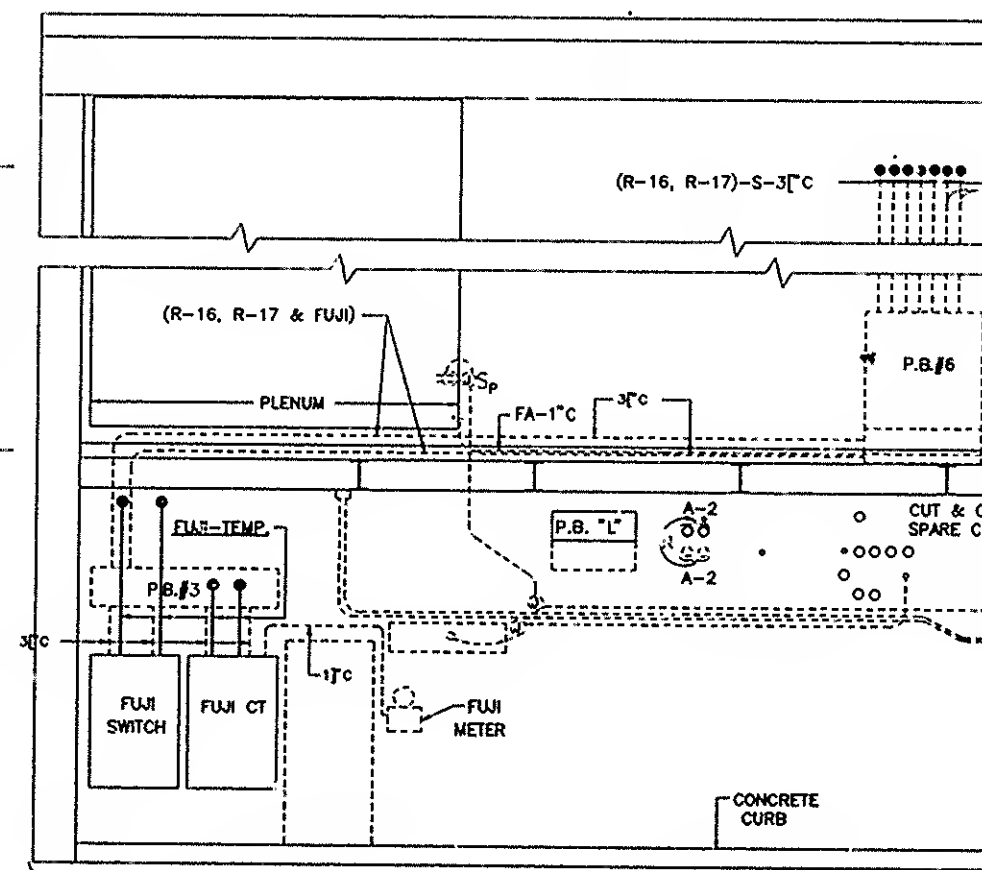 (R-16, R-17)-S-3["C
(R-16, R-17 & FUJI)
P.B.#6
Sp
PLENUM
3["C
FA-1"C
A-2
CUT & C
SPARE C
P.B. "L"
FUJI-TEMP.
A-2
P.B.#3
3["C
1]"C
FUJI
SWITCH
FUJI CT
FUJI
METER
CONCRETE
CURB